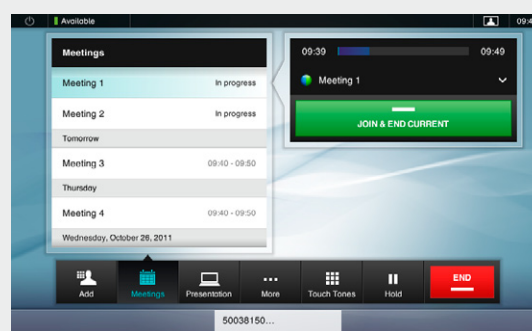 Available
09:4
Meetings
Meeting 1 In progress
Meeting 2 In progress
Tomorrow
Meeting 3 09:40 - 09:50
Thursday
Meeting 4 09:40 - 09:50
Wednesday, October 26, 2011
09:39 09:49
Meeting 1
JOIN & END CURRENT
Add
Meetings
Presentation
More
Touch Tones
Hold
END
50038150...